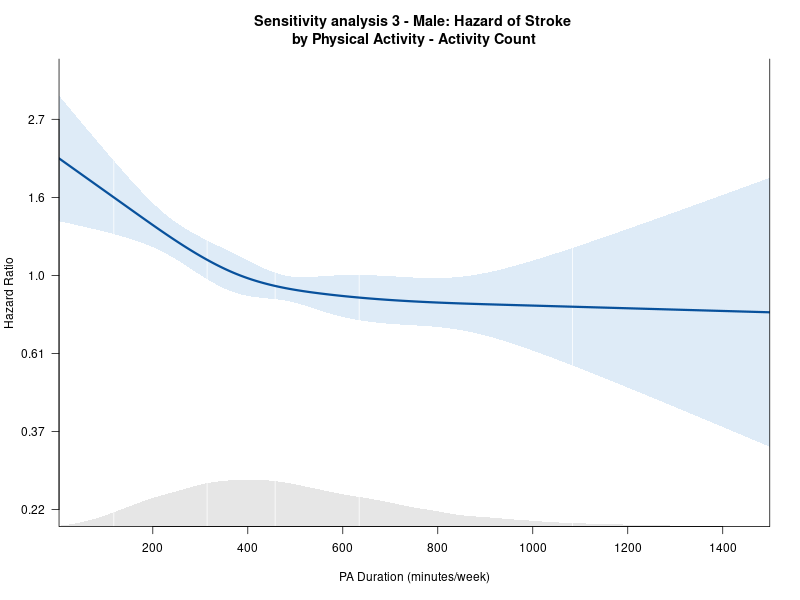 Sensitivity analysis 3 - Male: Hazard of Stroke
by Physical Activity - Activity Count
2.7
1.6
1.0
0.61
0.37
0.22
Hazard Ratio
200 400 600 800 1000 1200 1400
PA Duration (minutes/week)